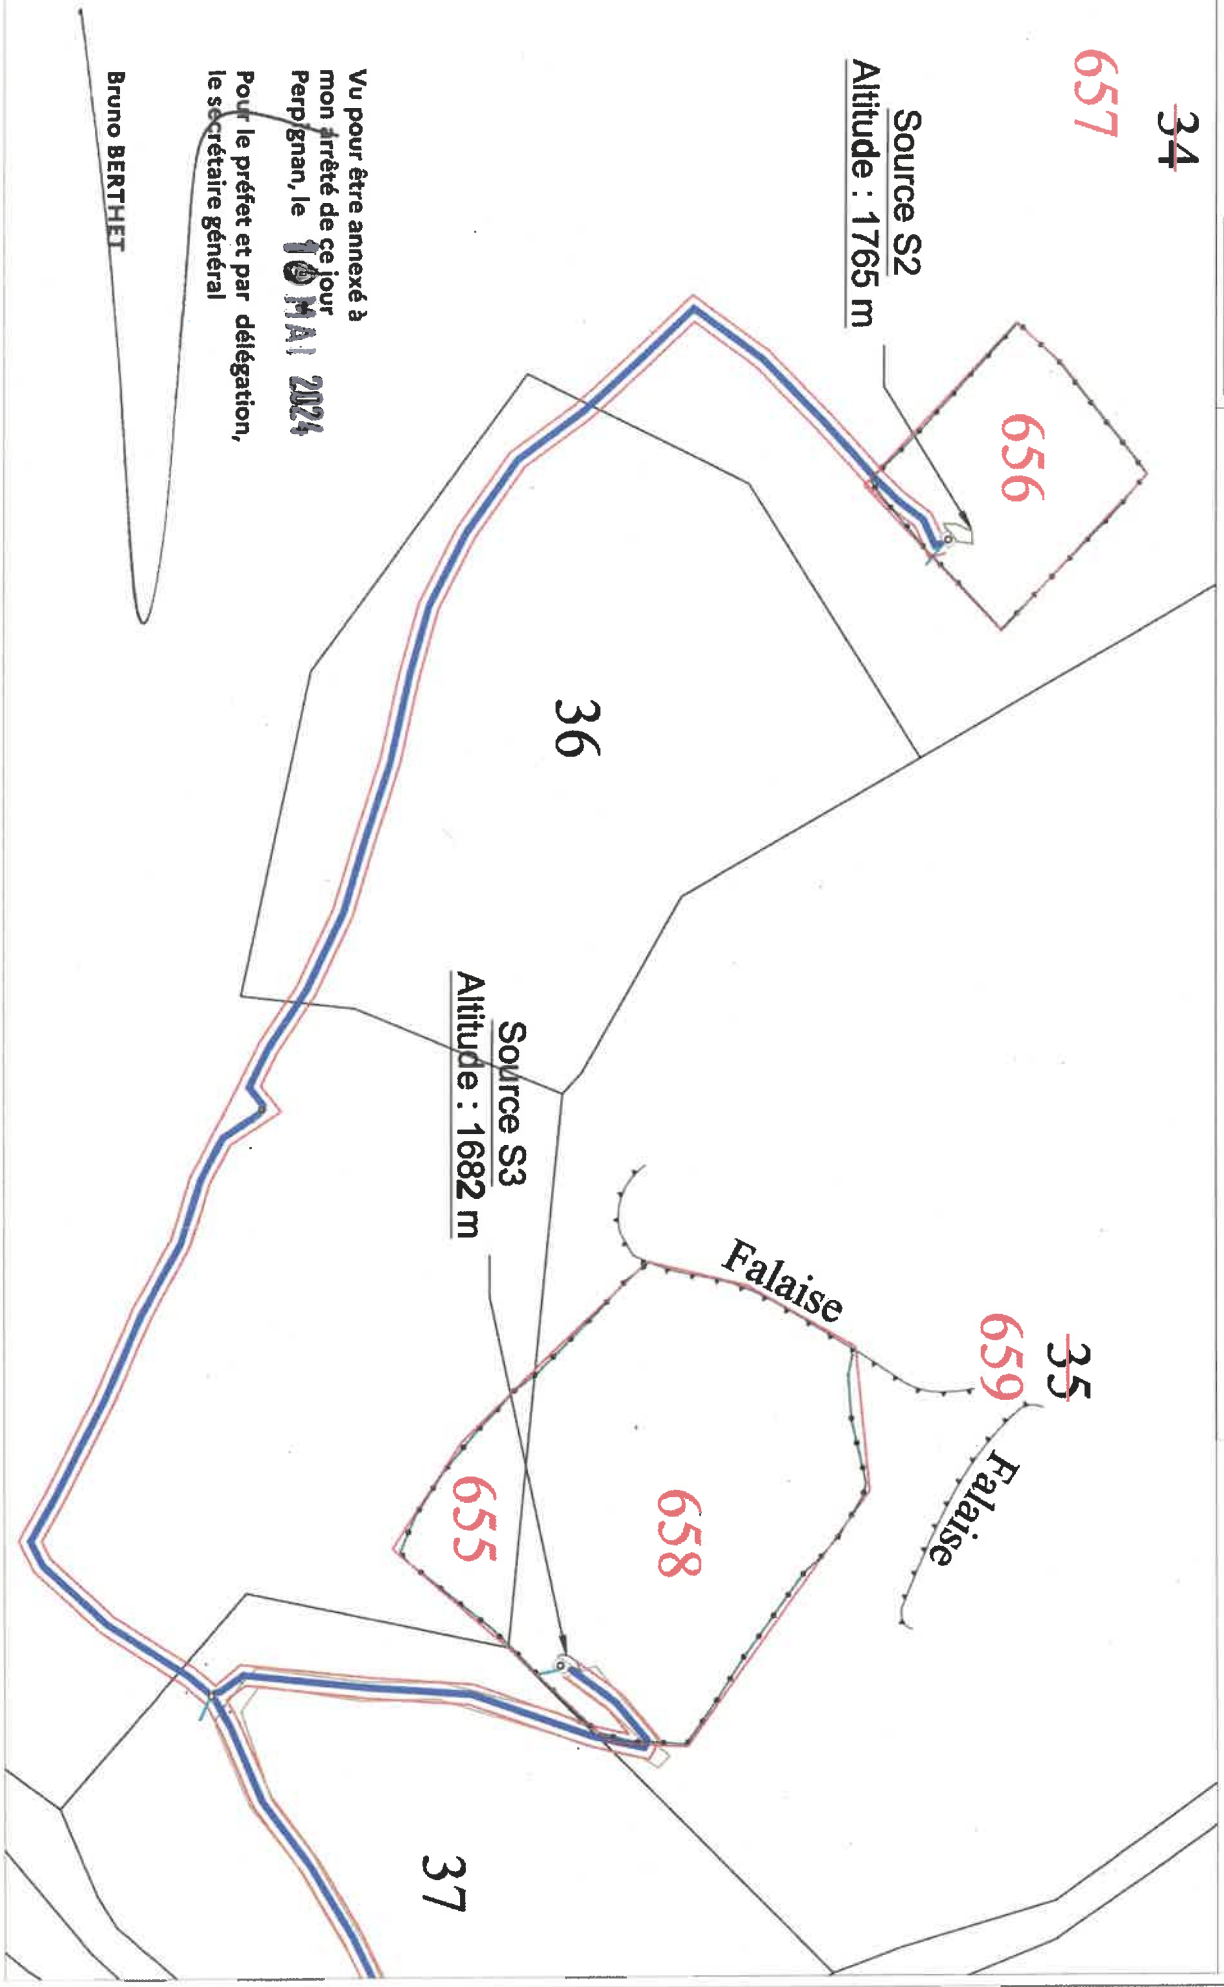 34
657
Source S2
Altitude : 1765 m
656
Vu pour être annexé à
mon arrêté de ce jour
Perpignan, le 10 MAI 2024
Pour le préfet et par délégation,
le secrétaire général
Bruno BERTHET
36
Source S3
Altitude : 1682 m
Falaise
35
659
Falaise
658
655
37